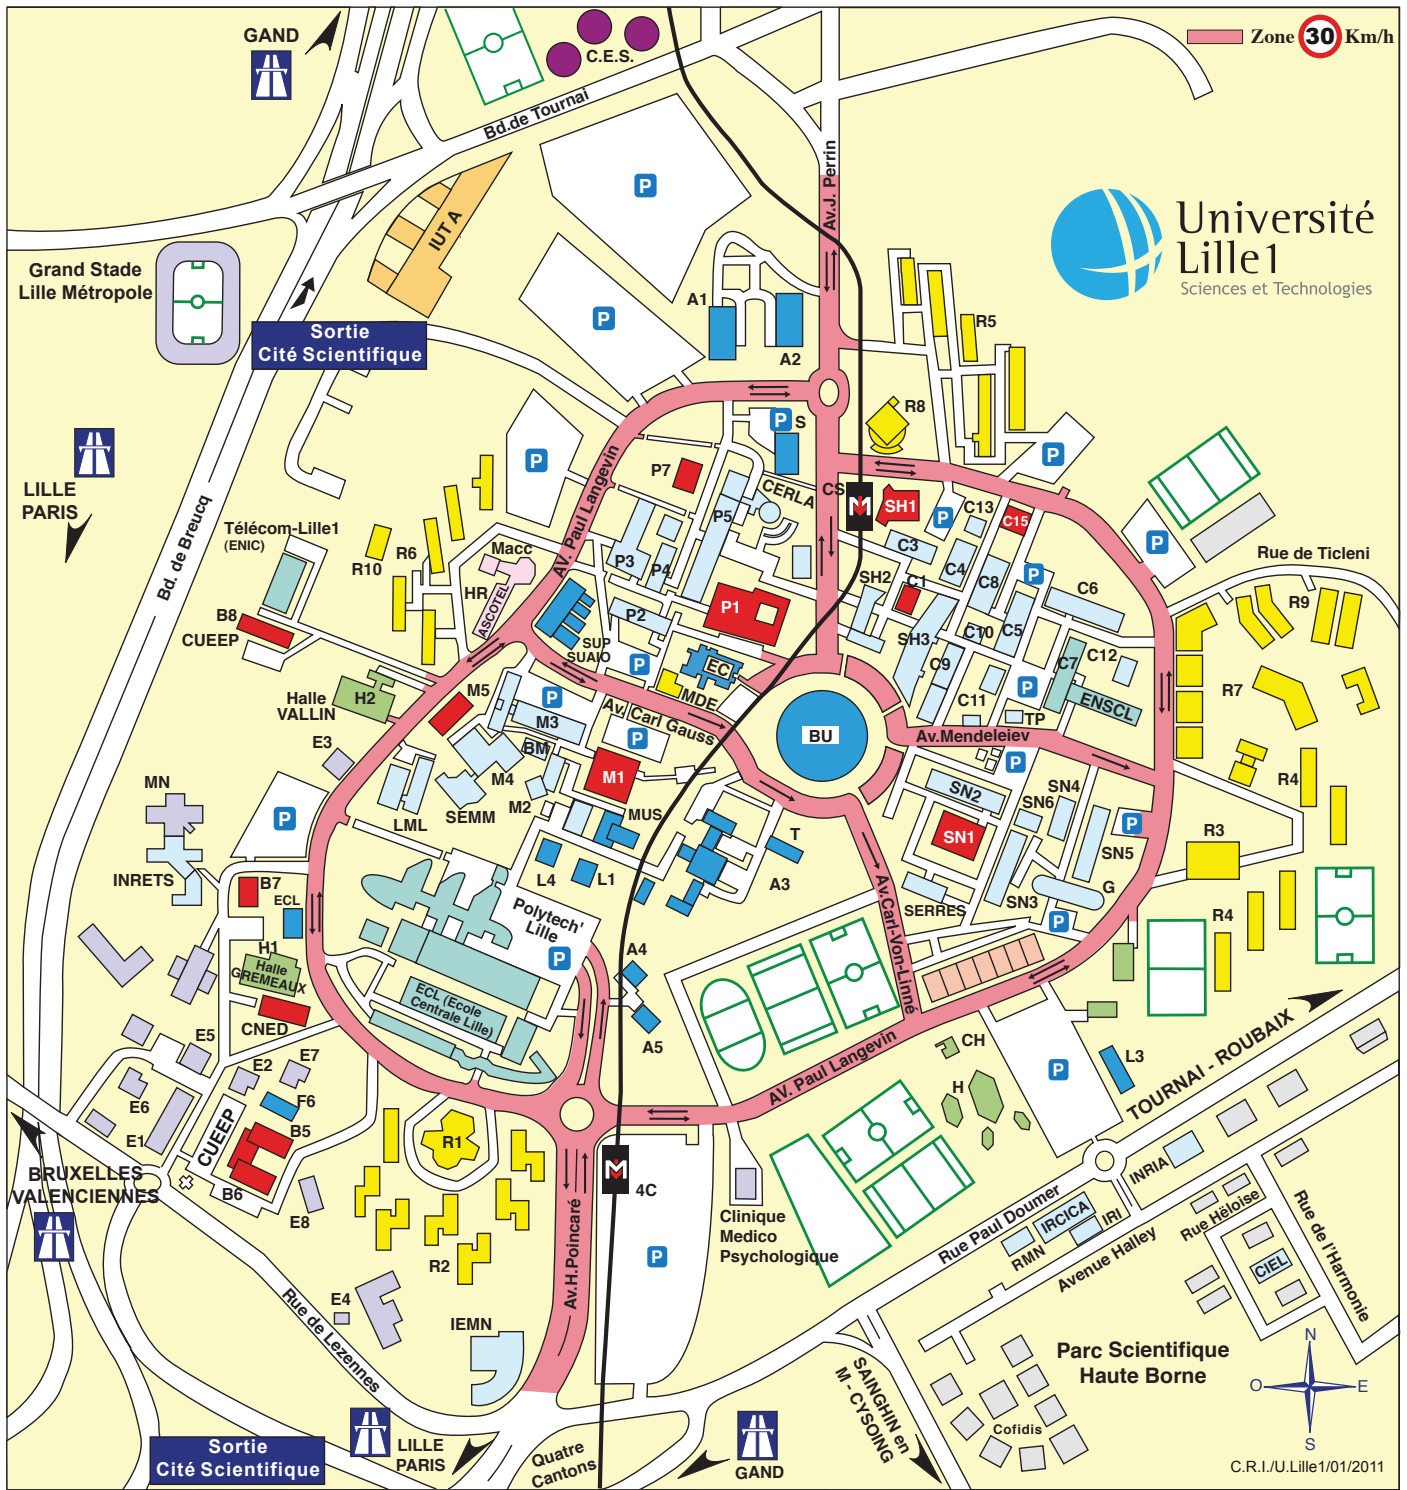 GAND
C.E.S.
Zone 30 Km/h
Bd.de Tournai
P
Av.J. Perrin
IUT A
Université
Lille1
Sciences et Technologies
Grand Stade
Lille Métropole
A1
A2
P
Sortie
Cité Scientifique
R5
R8
P
S
P
P
LILLE
PARIS
P7
CERLA
CS
M
SH1
P
C13
C15
AV. Paul Langevin
P5
Bd. de Breucq
Télécom-Lille1
(ENIC)
R10
R6
Macc
HR
ASCOTEL
P3
P4
P2
P1
C3
C4
C8
P
C6
P
Rue de Ticleni
R9
SH2
C1
SH3
C10
C5
C9
C7
C12
B8
CUEEP
SUP
SUAIO
P
EC
MDE
C11
P
ENSCL
TP
R7
Halle
VALLIN
H2
M5
P
M3
Av. Carl Gauss
P
BU
Av.Mendeleiev
P
E3
BM
M4
M1
M2
SEMM
LML
MUS
SN2
SN6
SN4
R4
MN
P
T
SN1
P
SN5
R3
INRETS
B7
ECL
L4
L1
A3
SERRES
SN3
G
Polytech'
Lille
P
P
R4
Av.Carl-Von-Linné
H1
Halle
GREMEAUX
CNED
ECL (Ecole
Centrale Lille)
A4
A5
E5
E7
E2
F6
E6
E1
CUEEP
B5
B6
E8
AV. Paul Langevin
CH
H
P
L3
TOURNAI - ROUBAIX
BRUXELLES
VALENCIENNES
R1
M
4C
Clinique
Medico
Psychologique
P
R2
Av.H.Poincaré
Rue Paul Doumer
INRIA
IRCICA
IRI
RMN
Avenue Halley
Rue Hëloise
Rue de l'Harmonie
CIEL
E4
IEMN
Rue de Lezennes
Parc Scientifique
Haute Borne
Cofidis
SAINGHIN en
M - CYSOING
N
O
E
S
Sortie
Cité Scientifique
LILLE
PARIS
Quatre
Cantons
GAND
C.R.I./U.Lille1/01/2011